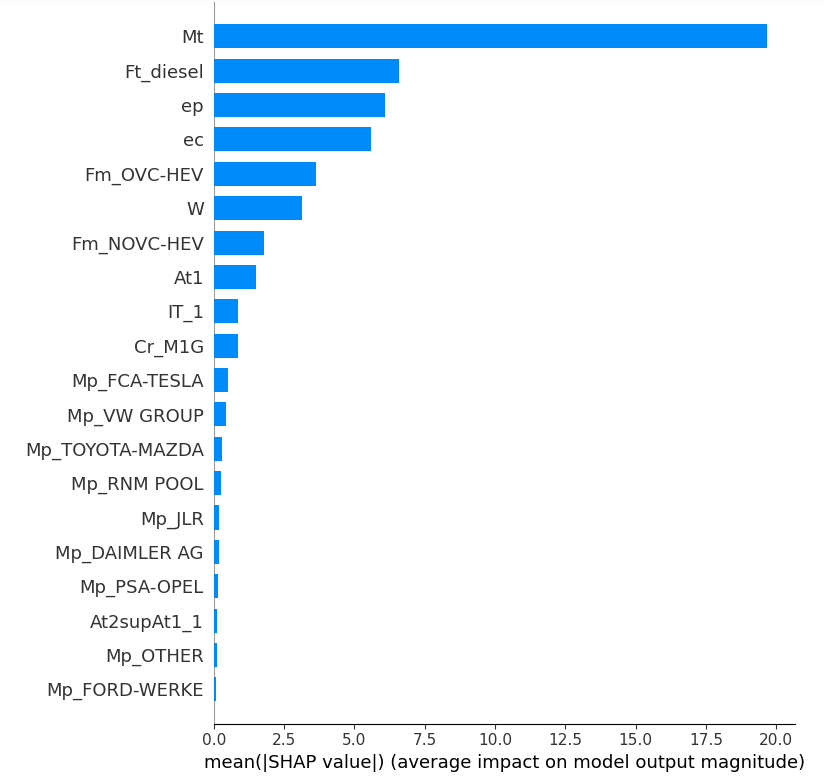 Mt
Ft_diesel
ep
ec
Fm_OVC-HEV
W
Fm_NOVC-HEV
At1
IT_1
Cr_M1G
Mp_FCA-TESLA
Mp_VW GROUP
Mp_TOYOTA-MAZDA
Mp_RNM POOL
Mp_JLR
Mp_DAIMLER AG
Mp_PSA-OPEL
At2supAt1_1
Mp_OTHER
Mp_FORD-WERKE
0.0 2.5 5.0 7.5 10.0 12.5 15.0 17.5 20.0
mean(|SHAP value|) (average impact on model output magnitude)